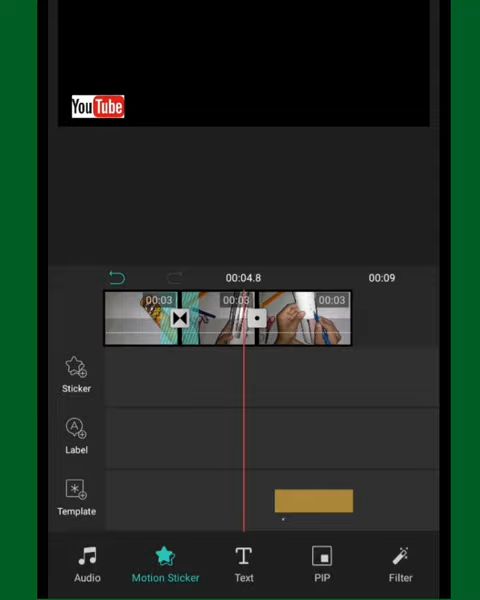 YouTube
00:04.8 00:09
00:03 00:03 00:03
Sticker
Label
Template
Audio Motion Sticker Text PIP Filter